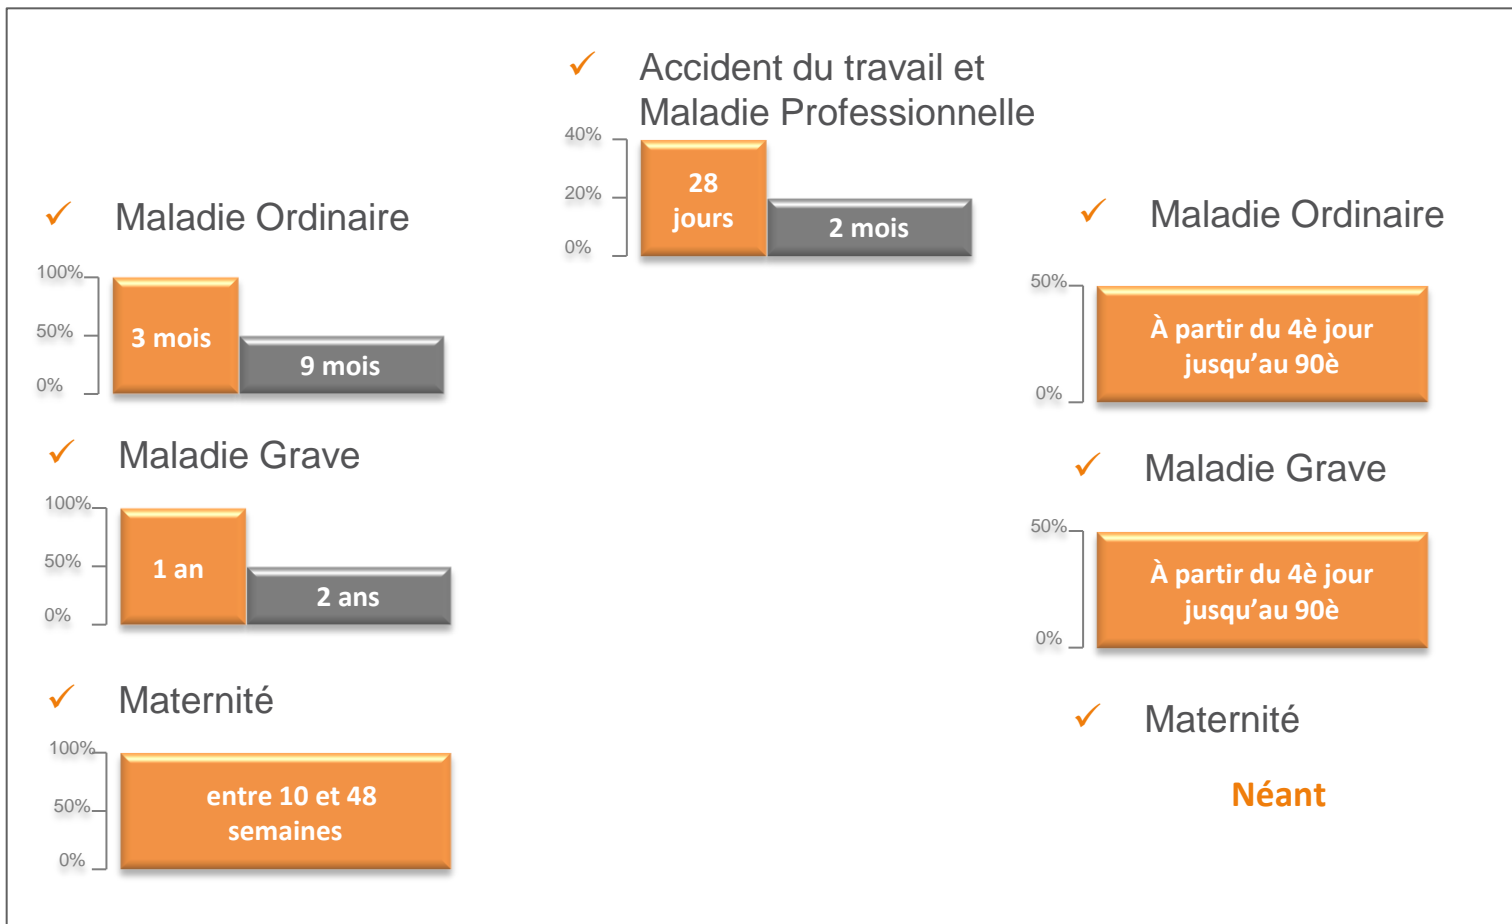 Accident du travail et
Maladie Professionnelle
40%
20%
0%
28
jours
2 mois
Maladie Ordinaire
100%
50%
0%
3 mois
9 mois
Maladie Grave
100%
50%
0%
1 an
2 ans
Maternité
100%
50%
0%
entre 10 et 48
semaines
Maladie Ordinaire
50%
0%
À partir du 4è jour
jusqu’au 90è
Maladie Grave
50%
0%
À partir du 4è jour
jusqu’au 90è
Maternité
Néant